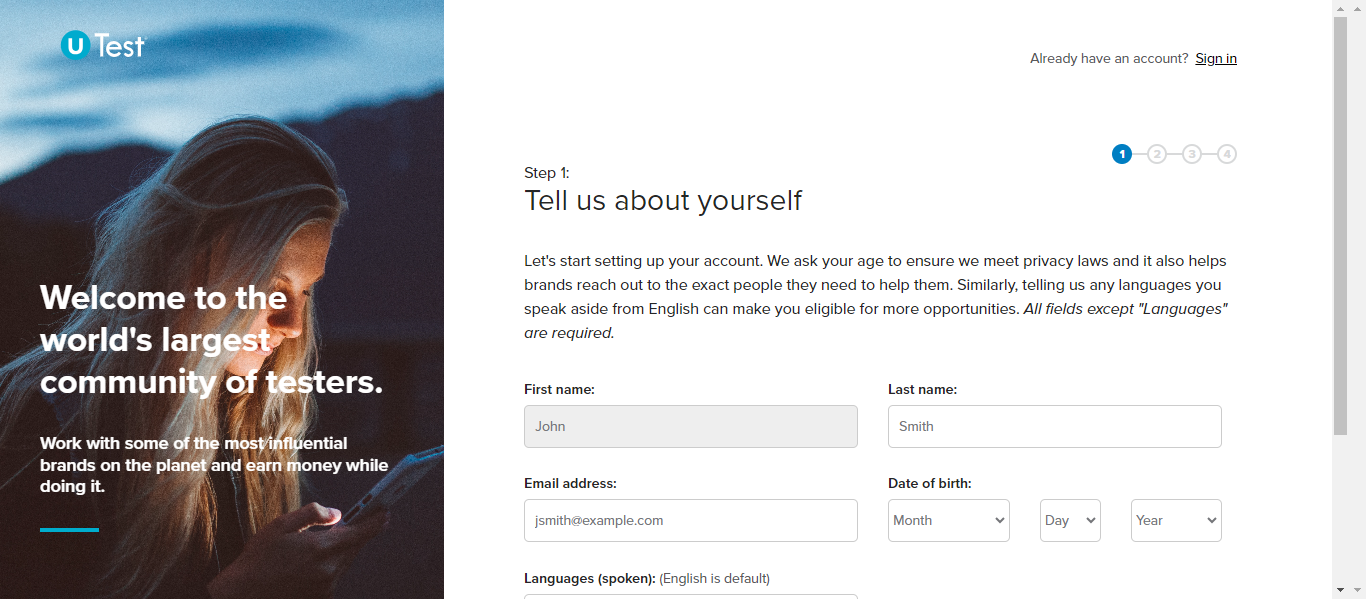 U Test
Already have an account? Sign in
1 2 3 4
Step 1:
Tell us about yourself
Let's start setting up your account. We ask your age to ensure we meet privacy laws and it also helps
brands reach out to the exact people they need to help them. Similarly, telling us any languages you
speak aside from English can make you eligible for more opportunities. All fields except "Languages"
are required.
Welcome to the
world's largest
community of testers.
Work with some of the most influential
brands on the planet and earn money while
doing it.
First name: Last name:
John Smith
Email address: Date of birth:
jsmith@example.com Month Day Year
Languages (spoken): (English is default)